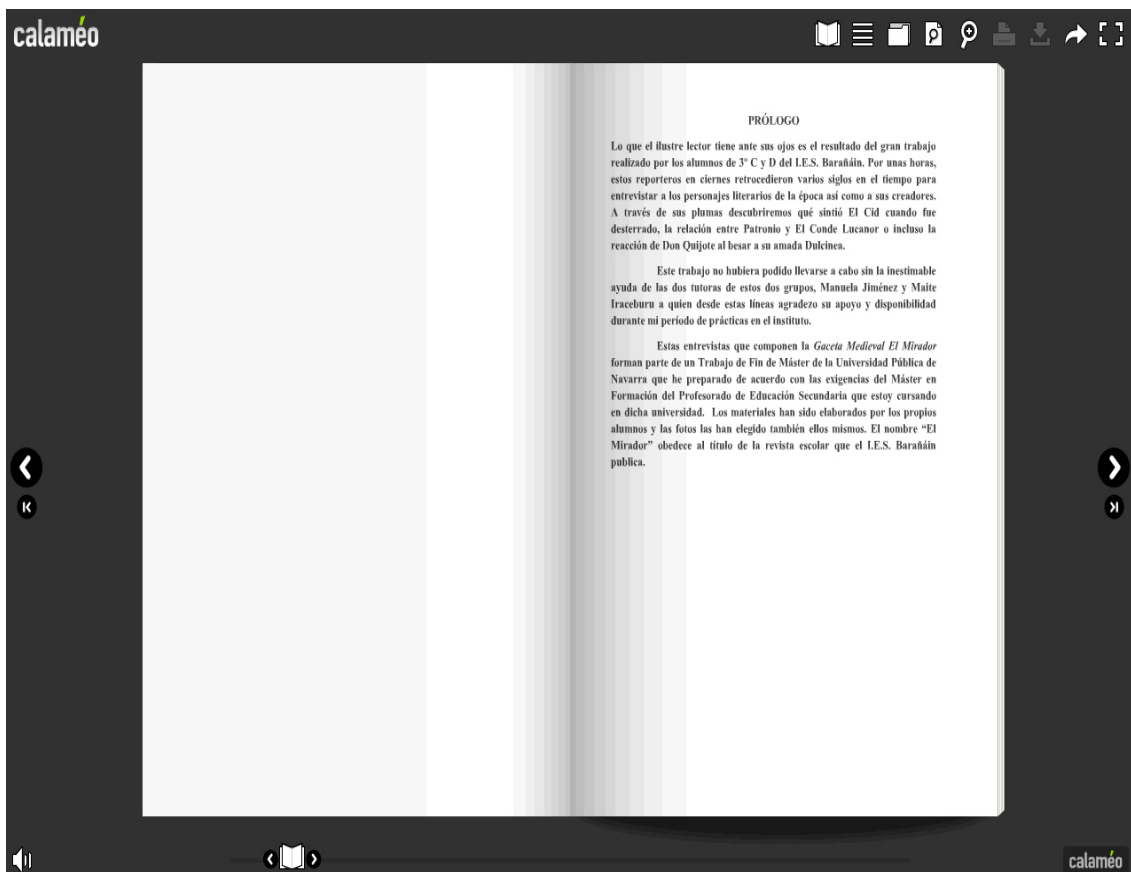 calaméo
PRÓLOGO
Lo que el ilustre lector tiene ante sus ojos es el resultado del gran trabajo
realizado por los alumnos de 3º C y D del I.E.S. Barañáin. Por unas horas,
estos reporteros en ciernes retrocedieron varios siglos en el tiempo para
entrevistar a los personajes literarios de la época así como a sus creadores.
A través de sus plumas descubriremos qué sintió El Cid cuando fue
desterrado, la relación entre Patronio y El Conde Lucanor o incluso la
reacción de Don Quijote al besar a su amada Dulcinea.
Este trabajo no hubiera podido llevarse a cabo sin la inestimable
ayuda de las dos tutoras de estos dos grupos, Manuela Jiménez y Maite
Iraceburu a quien desde estas líneas agradezo su apoyo y disponibilidad
durante mi período de prácticas en el instituto.
Estas entrevistas que componen la Gaceta Medieval El Mirador
forman parte de un Trabajo de Fin de Máster de la Universidad Pública de
Navarra que he preparado de acuerdo con las exigencias del Máster en
Formación del Profesorado de Educación Secundaria que estoy cursando
en dicha universidad. Los materiales han sido elaborados por los propios
alumnos y las fotos las han elegido también ellos mismos. El nombre “El
Mirador” obedece al título de la revista escolar que el I.E.S. Barañáin
publica.
calaméo